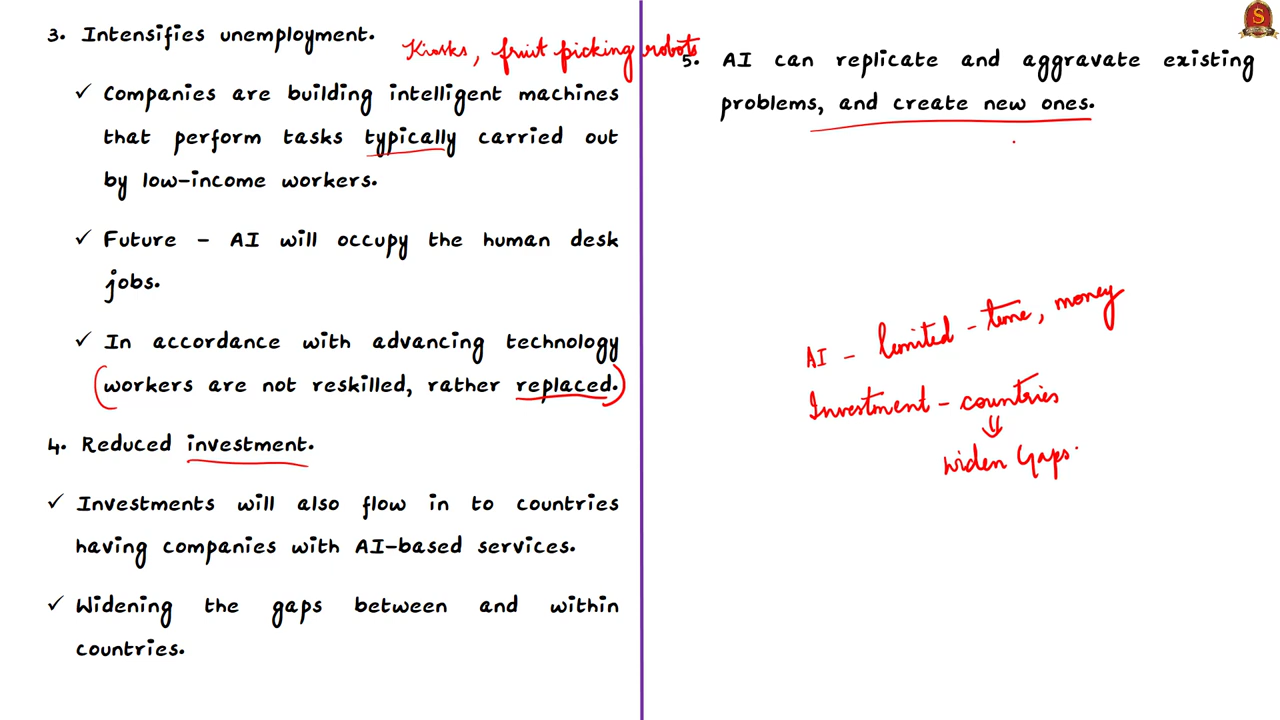 3. Intensifies unemployment.
Kiosks, fruit picking robots
✓ Companies are building intelligent machines
that perform tasks typically carried out
by low-income workers.
✓ Future - AI will occupy the human desk
jobs.
✓ In accordance with advancing technology
(workers are not reskilled, rather replaced.)
4. Reduced investment.
✓ Investments will also flow in to countries
having companies with AI-based services.
✓ Widening the gaps between and within
countries.
5. AI can replicate and aggravate existing
problems, and create new ones.
AI - limited - time, money
Investment - countries
⇓
widen Gaps.
S